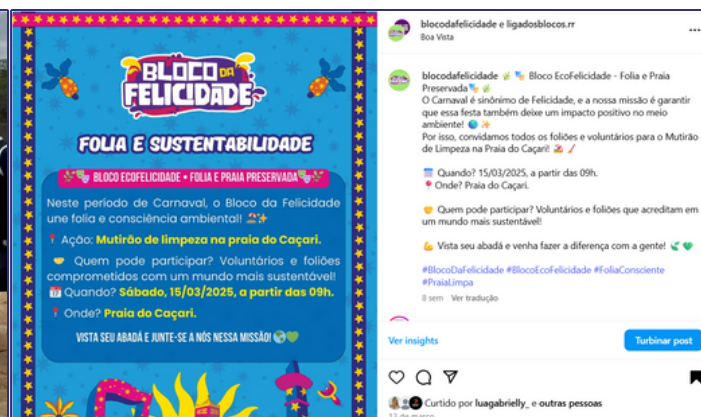 BLOCO DA
FELICIDADE
FOLIA E SUSTENTABILIDADE
BLOCO ECOFELICIDADE • FOLIA E PRAIA PRESERVADA
Neste período de Carnaval, o Bloco da Felicidade
une folia e consciência ambiental! 🏖️✨
📍 Ação: Mutirão de limpeza na praia do Caçari.
🤝 Quem pode participar? Voluntários e foliões
comprometidos com um mundo mais sustentável!
📅 Quando? Sábado, 15/03/2025, a partir das 09h.
📍 Onde? Praia do Caçari.
VISTA SEU ABADÁ E JUNTE-SE A NÓS NESSA MISSÃO! 🌎💚
blocodafelicidade e ligadosblocos.rr
Boa Vista
blocodafelicidade 🌿 🎭 Bloco EcoFelicidade - Folia e Praia
Preservada 🎭 🌿
O Carnaval é sinônimo de Felicidade, e a nossa missão é garantir
que essa festa também deixe um impacto positivo no meio
ambiente! 🌎 ✨
Por isso, convidamos todos os foliões e voluntários para o Mutirão
de Limpeza na Praia do Caçari! 🏖️ 🧹
📅 Quando? 15/03/2025, a partir das 09h.
📍 Onde? Praia do Caçari.
🤝 Quem pode participar? Voluntários e foliões que acreditam em
um mundo mais sustentável!
💪 Vista seu abadá e venha fazer a diferença com a gente! 🌿 💚
#BlocoDaFelicidade #BlocoEcoFelicidade #FoliaConsciente
#PraiaLimpa
8 sem Ver tradução
Ver insights
Turbinar post
Curtido por luagabrielly_ e outras pessoas
13 de março